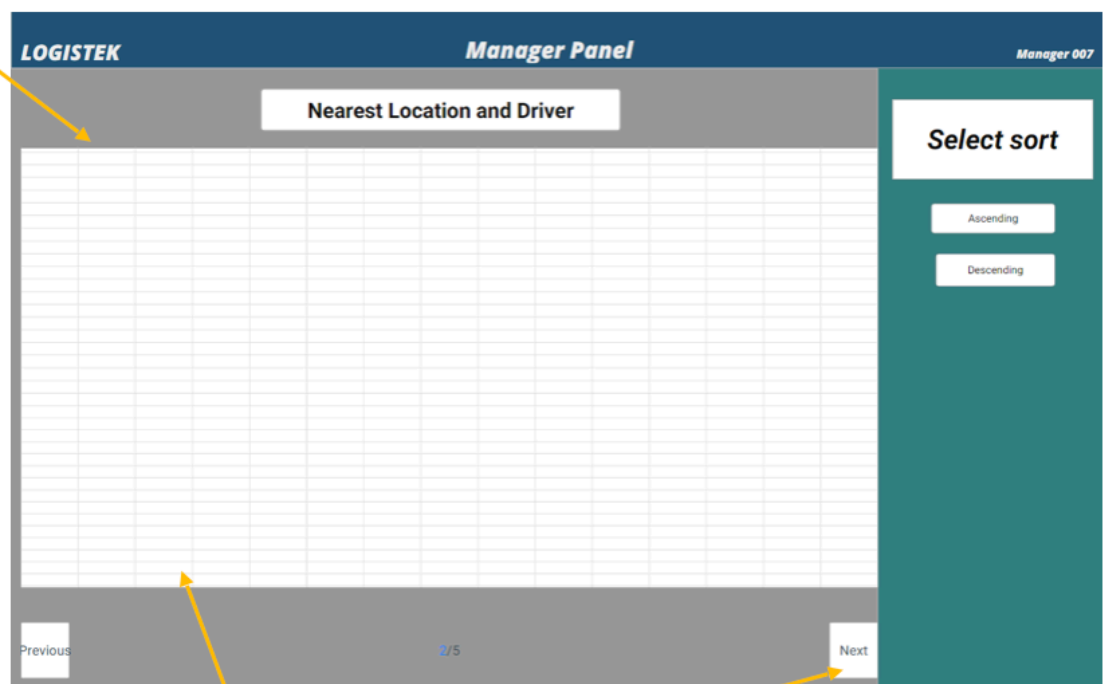 LOGISTEK
Manager Panel
Manager 007
Nearest Location and Driver
Select sort
Ascending
Descending
Previous
2/5
Next